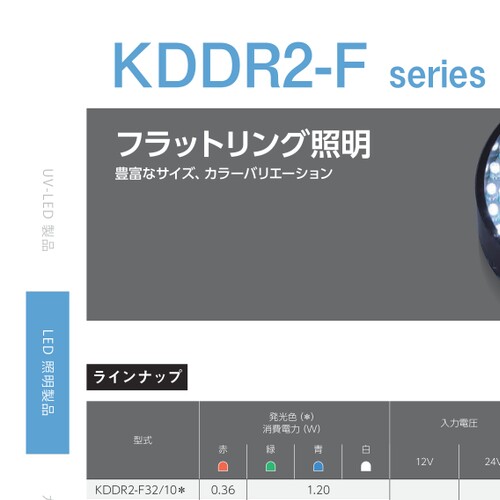 KDDR2-F series
フラットリング照明
豊富なサイズ、カラーバリエーション
UV-LED 製品
LED 照明製品
ラインナップ
型式
発光色 (*)
消費電力 (W)
入力電圧
赤 緑 青 白
12V 24V
KDDR2-F32/10* 0.36 1.20